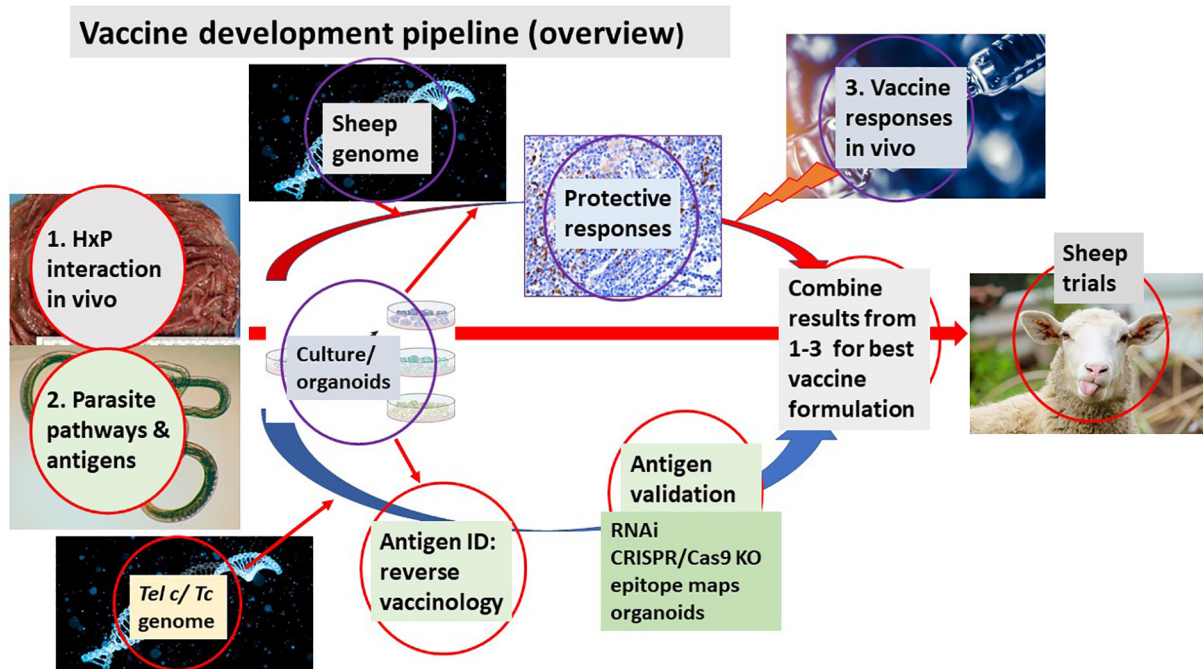 Vaccine development pipeline (overview)
Sheep
genome
3. Vaccine
responses
in vivo
Protective
responses
1. HxP
interaction
in vivo
Sheep
trials
Combine
results from
1-3 for best
vaccine
formulation
Culture/
organoids
2. Parasite
pathways &
antigens
Antigen
validation
RNAi
CRISPR/Cas9 KO
epitope maps
organoids
Antigen ID:
reverse
vaccinology
Tel c/ Tc
genome